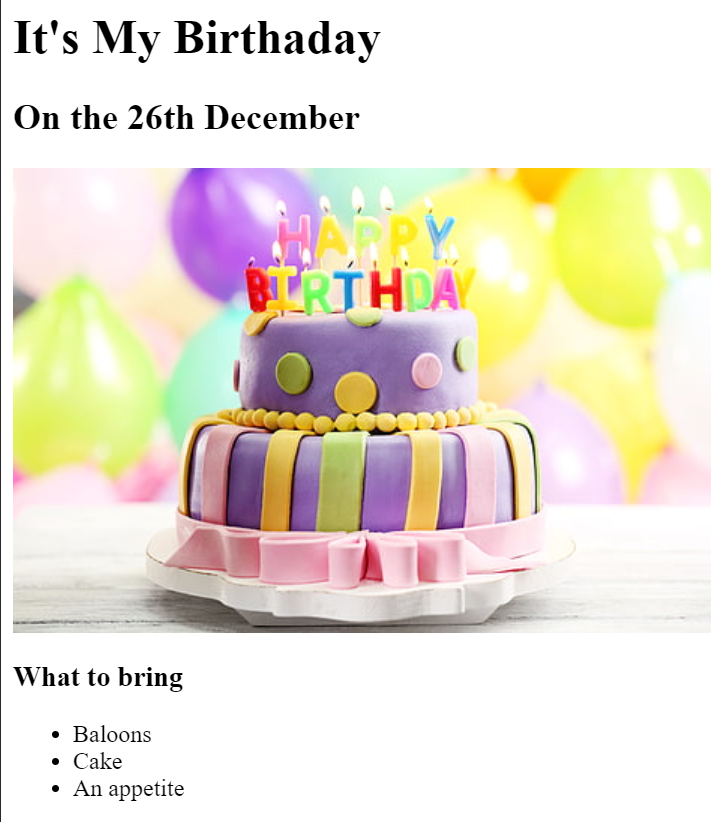 It's My Birthaday
On the 26th December
HAPPY
BIRTHDAY
What to bring
Baloons
Cake
An appetite